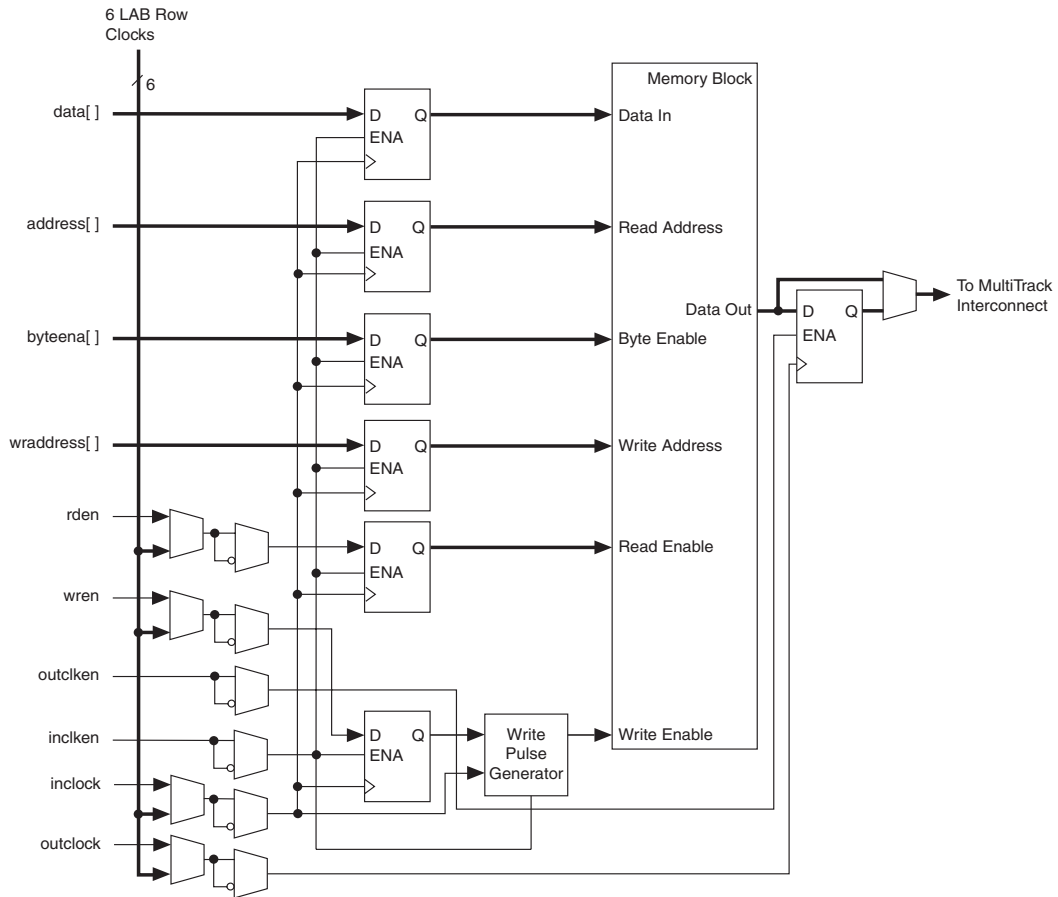 6 LAB Row
Clocks
6
Memory Block
data[ ]
D Q
ENA
Data In
address[ ]
D Q
ENA
Read Address
To MultiTrack
Interconnect
Data Out
D Q
ENA
byteena[ ]
D Q
ENA
Byte Enable
wraddress[ ]
D Q
ENA
Write Address
rden
D Q
ENA
Read Enable
wren
outclken
inclken
D Q
ENA
Write
Pulse
Generator
Write Enable
inclock
outclock